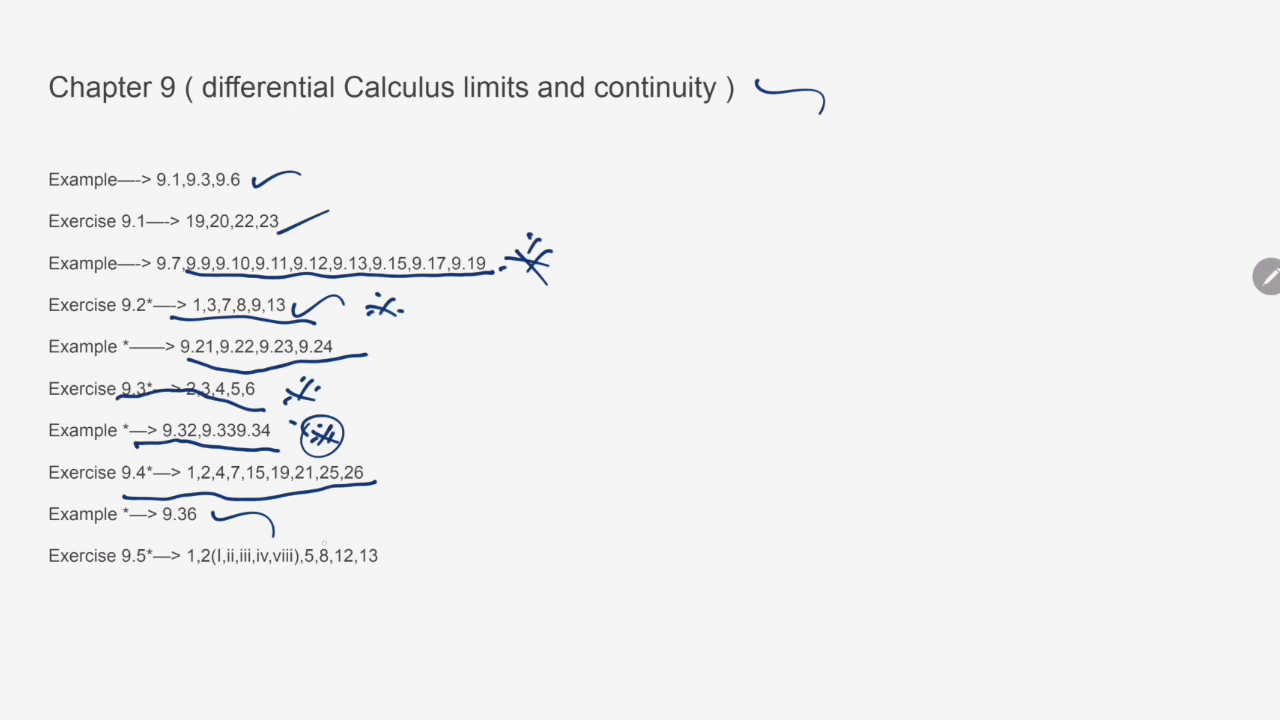 Chapter 9 ( differential Calculus limits and continuity )
Example—-> 9.1,9.3,9.6
Exercise 9.1—-> 19,20,22,23
Example—-> 9.7,9.9,9.10,9.11,9.12,9.13,9.15,9.17,9.19
Exercise 9.2*—-> 1,3,7,8,9,13
Example *——> 9.21,9.22,9.23,9.24
Exercise 9.3*—> 2,3,4,5,6
Example *—> 9.32,9.339.34
Exercise 9.4*—> 1,2,4,7,15,19,21,25,26
Example *—> 9.36
Exercise 9.5*—> 1,2(I,ii,iii,iv,viii),5,8,12,13